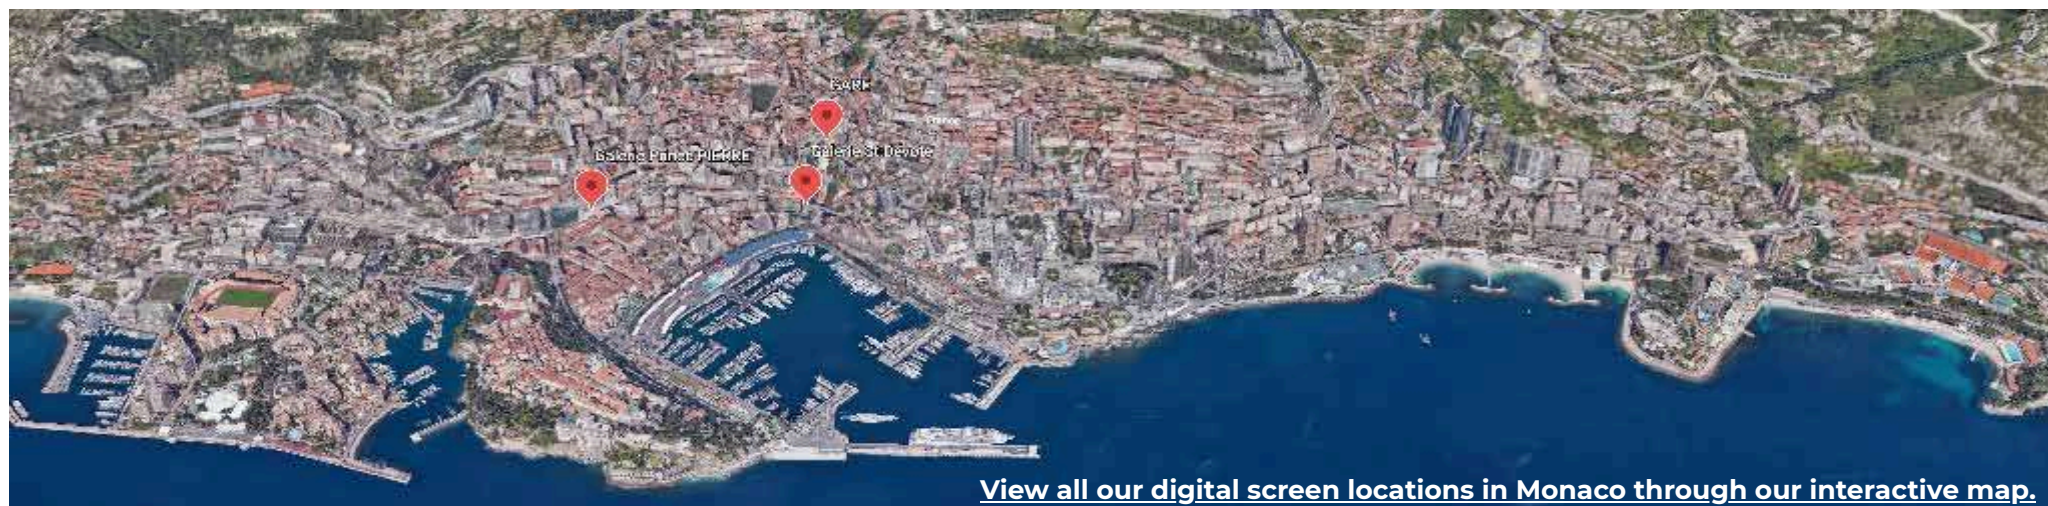 GARE
France
Galerie Prince PIERRE
Galerie St Dévote
View all our digital screen locations in Monaco through our interactive map.